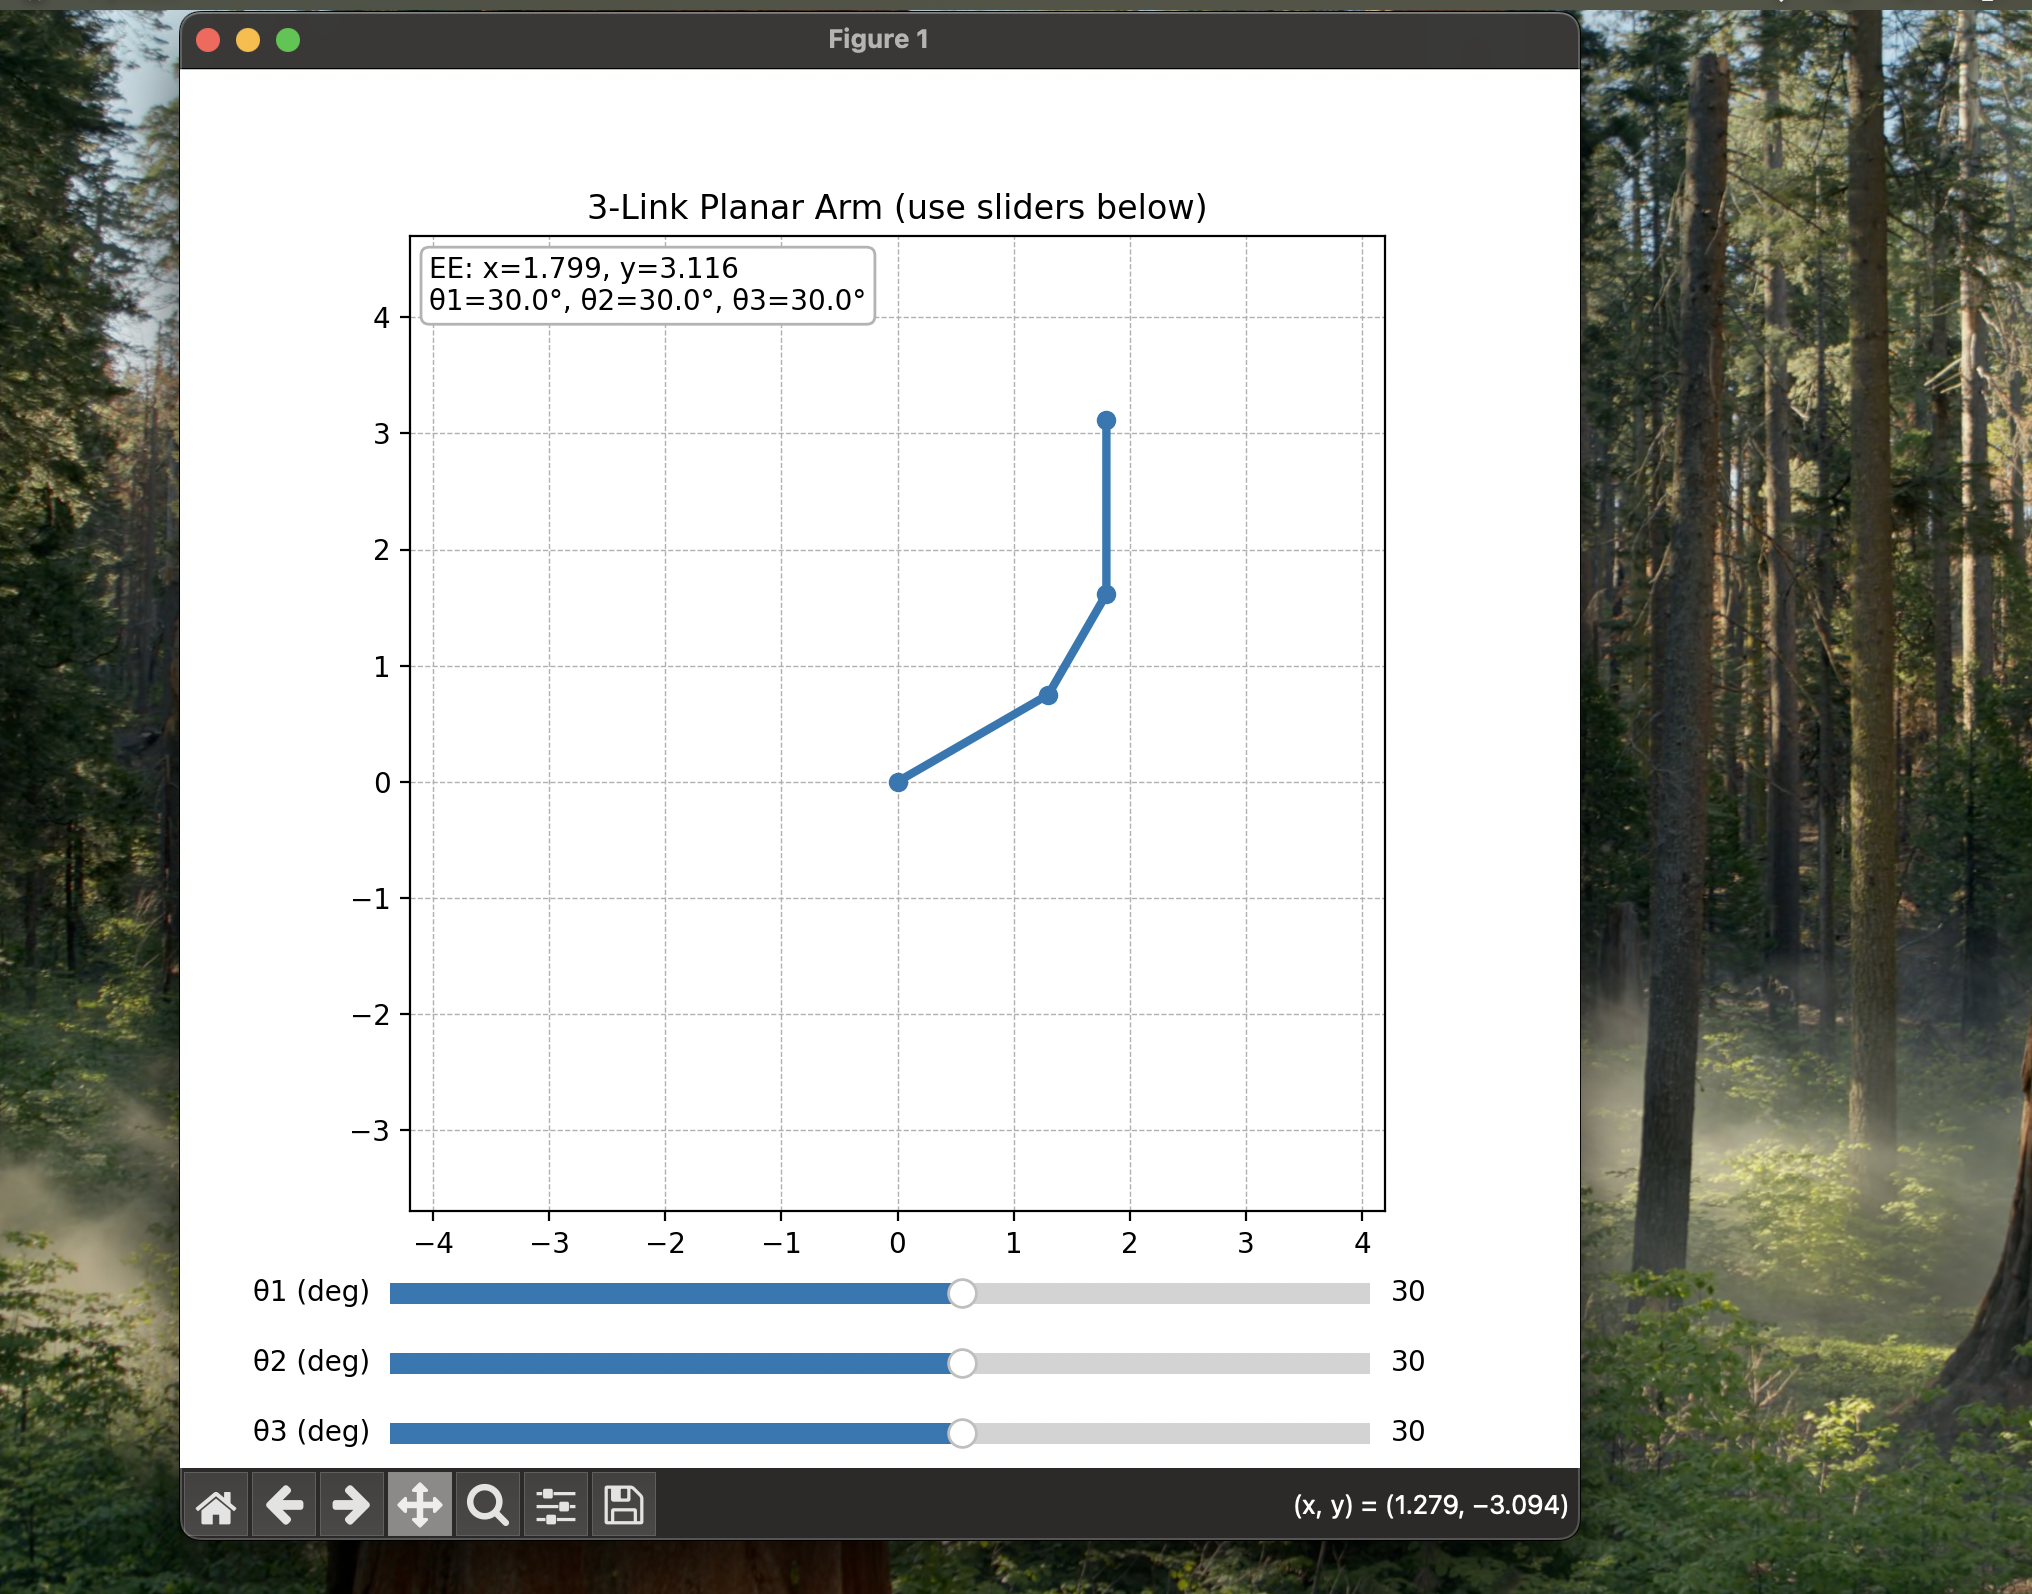 Figure 1
3-Link Planar Arm (use sliders below)
EE: x=1.799, y=3.116
θ1=30.0°, θ2=30.0°, θ3=30.0°
4
3
2
1
0
−1
−2
−3
−4 −3 −2 −1 0 1 2 3 4
θ1 (deg) 30
θ2 (deg) 30
θ3 (deg) 30
(x, y) = (1.279, −3.094)